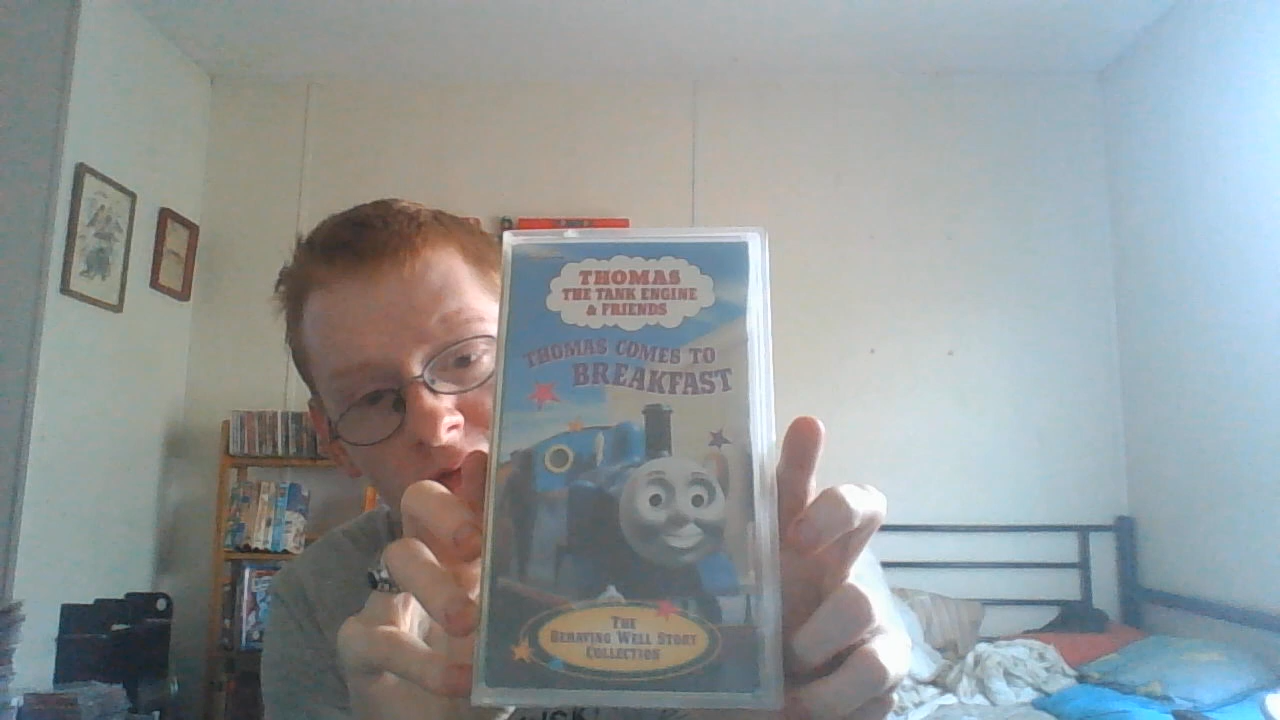 THOMAS
THE TANK ENGINE
& FRIENDS
THOMAS COMES TO
BREAKFAST
THE
BEHAVING WELL STORY
COLLECTION